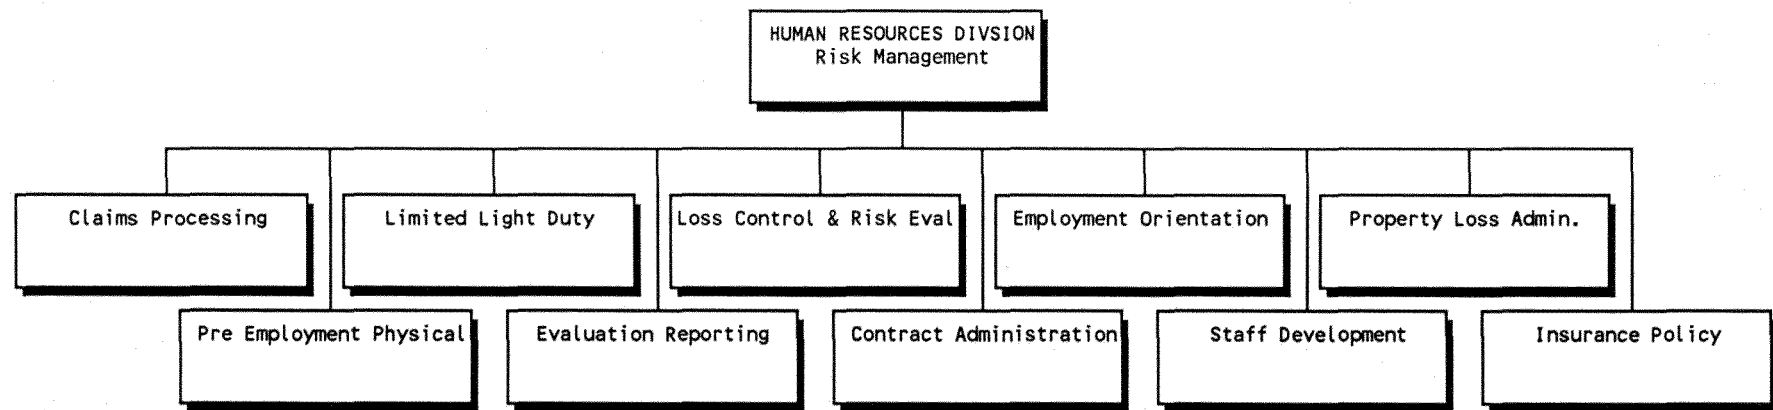 HUMAN RESOURCES DIVSION
Risk Management
Claims Processing
Limited Light Duty
Loss Control & Risk Eval
Employment Orientation
Property Loss Admin.
Pre Employment Physical
Evaluation Reporting
Contract Administration
Staff Development
Insurance Policy